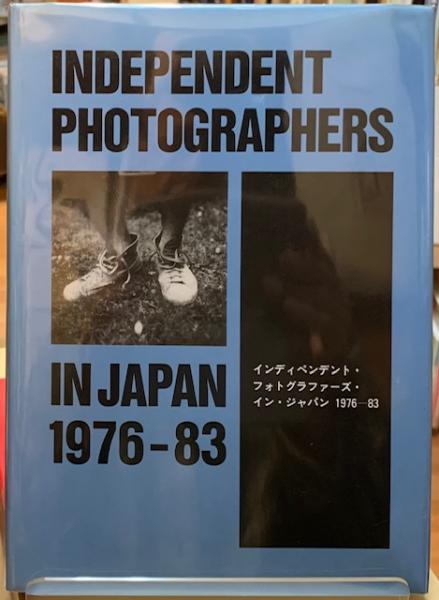 INDEPENDENT
PHOTOGRAPHERS
IN JAPAN
1976-83
インディペンデント・
フォトグラファーズ・
イン・ジャパン 1976—83